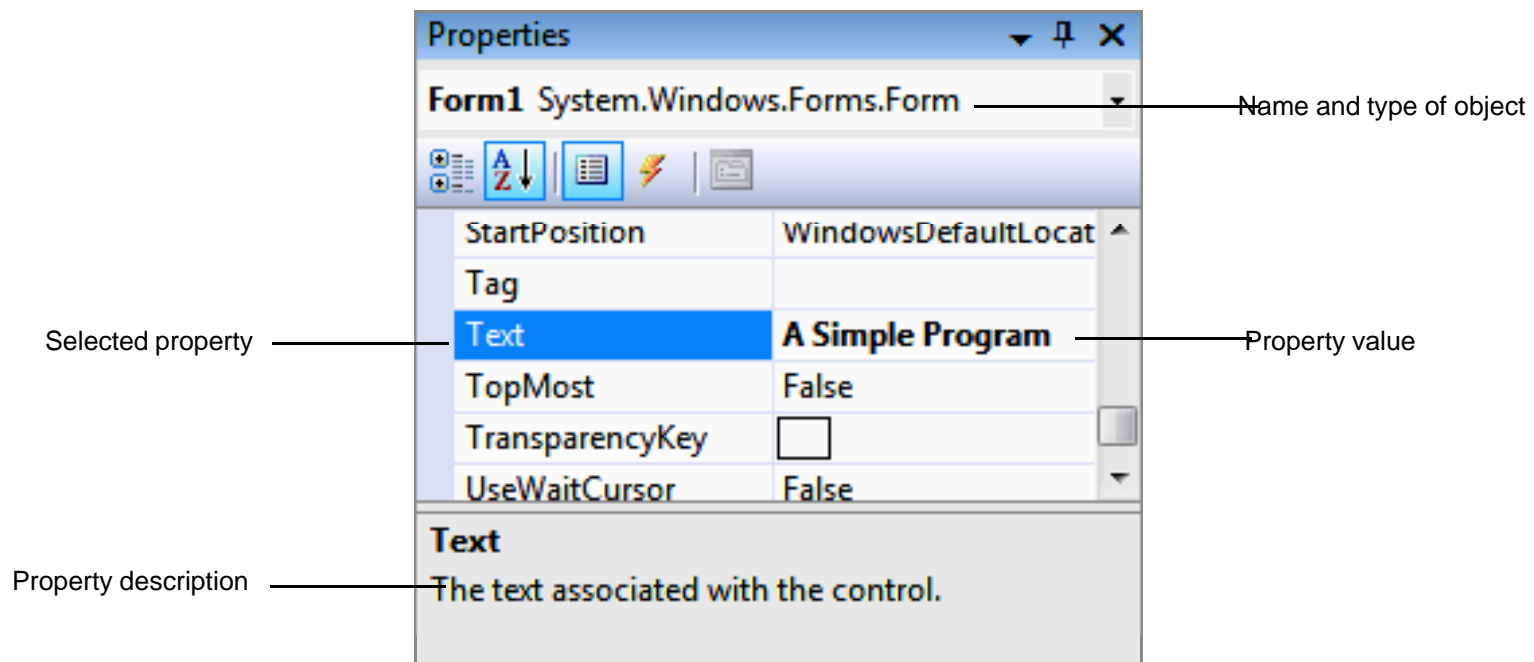 Properties
Form1 System.Windows.Forms.Form
Name and type of object
A
Z
StartPosition WindowsDefaultLocat
Tag
Selected property
Text A Simple Program
Property value
TopMost False
TransparencyKey
UseWaitCursor False
Text
Property description
The text associated with the control.